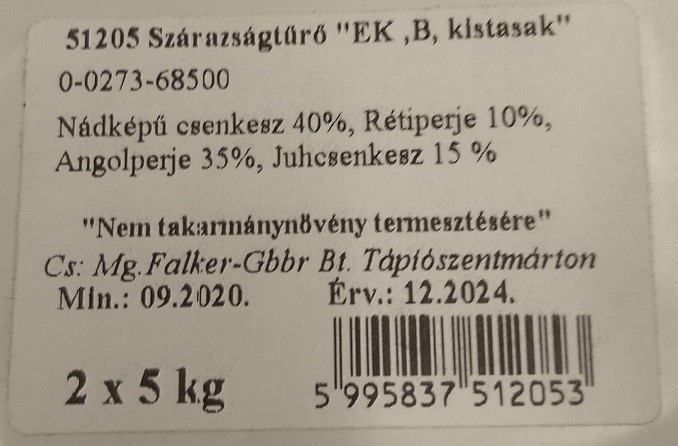 51205 Szárazságtűrő "EK ,B, kistasak"
0-0273-68500
Nádképű csenkesz 40%, Rétiperje 10%,
Angolperje 35%, Juhcsenkesz 15 %
"Nem takarmánynövény termesztésére"
Cs: Mg.Falker-Gbbr Bt. Tápiószentmárton
Min.: 09.2020. Érv.: 12.2024.
2 x 5 kg
5 995837 512053